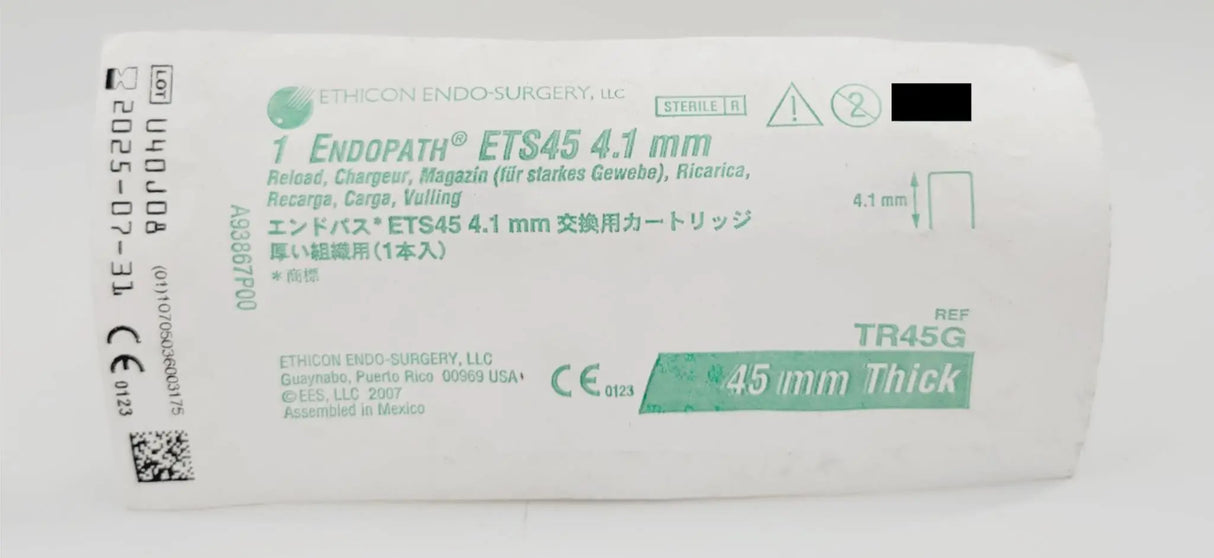 ETHICON ENDO-SURGERY, LLC
STERILE R
2
1 ENDOPATH® ETS45 4.1 mm
Reload, Chargeur, Magazin (für starkes Gewebe), Ricarica,
Recarga, Carga, Vulling
エンドパス* ETS45 4.1 mm 交換用カートリッジ
厚い組織用(1本入)
*商標
4.1 mm
REF
TR45G
45 mm Thick
ETHICON ENDO-SURGERY, LLC
Guaynabo, Puerto Rico 00969 USA
©EES, LLC 2007
Assembled in Mexico
CE 0123
A93867P00
LOT U40J08
2025-07-31
(01)10705036003175
CE 0123